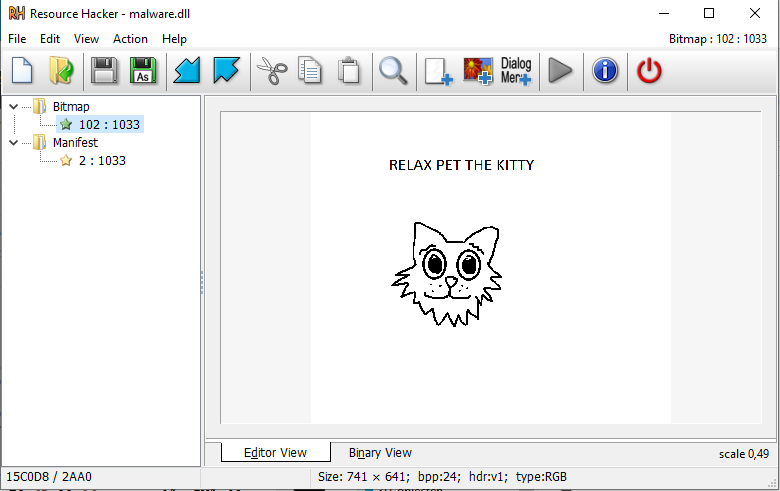 RH Resource Hacker - malware.dll
File Edit View Action Help
Bitmap : 102 : 1033
As
Dialog
Menu
Bitmap
102 : 1033
Manifest
2 : 1033
RELAX PET THE KITTY
Editor View
Binary View
scale 0,49
15C0D8 / 2AA0
Size: 741 × 641; bpp:24; hdr:v1; type:RGB